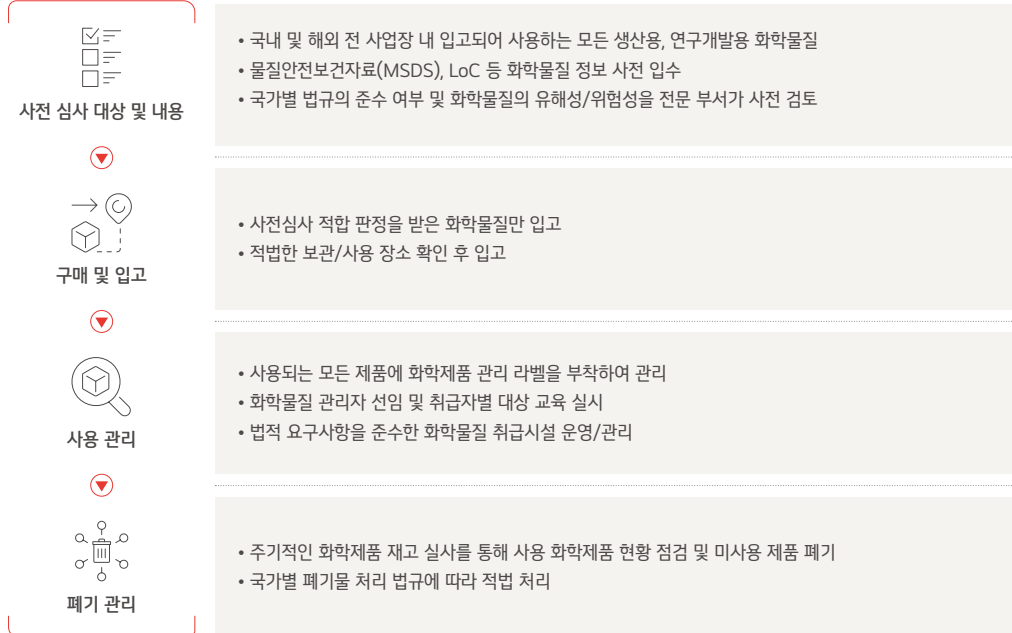 사전 심사 대상 및 내용
• 국내 및 해외 전 사업장 내 입고되어 사용하는 모든 생산용, 연구개발용 화학물질
• 물질안전보건자료(MSDS), LoC 등 화학물질 정보 사전 입수
• 국가별 법규의 준수 여부 및 화학물질의 유해성/위험성을 전문 부서가 사전 검토
구매 및 입고
• 사전심사 적합 판정을 받은 화학물질만 입고
• 적법한 보관/사용 장소 확인 후 입고
사용 관리
• 사용되는 모든 제품에 화학제품 관리 라벨을 부착하여 관리
• 화학물질 관리자 선임 및 취급자별 대상 교육 실시
• 법적 요구사항을 준수한 화학물질 취급시설 운영/관리
폐기 관리
• 주기적인 화학제품 재고 실사를 통해 사용 화학제품 현황 점검 및 미사용 제품 폐기
• 국가별 폐기물 처리 법규에 따라 적법 처리